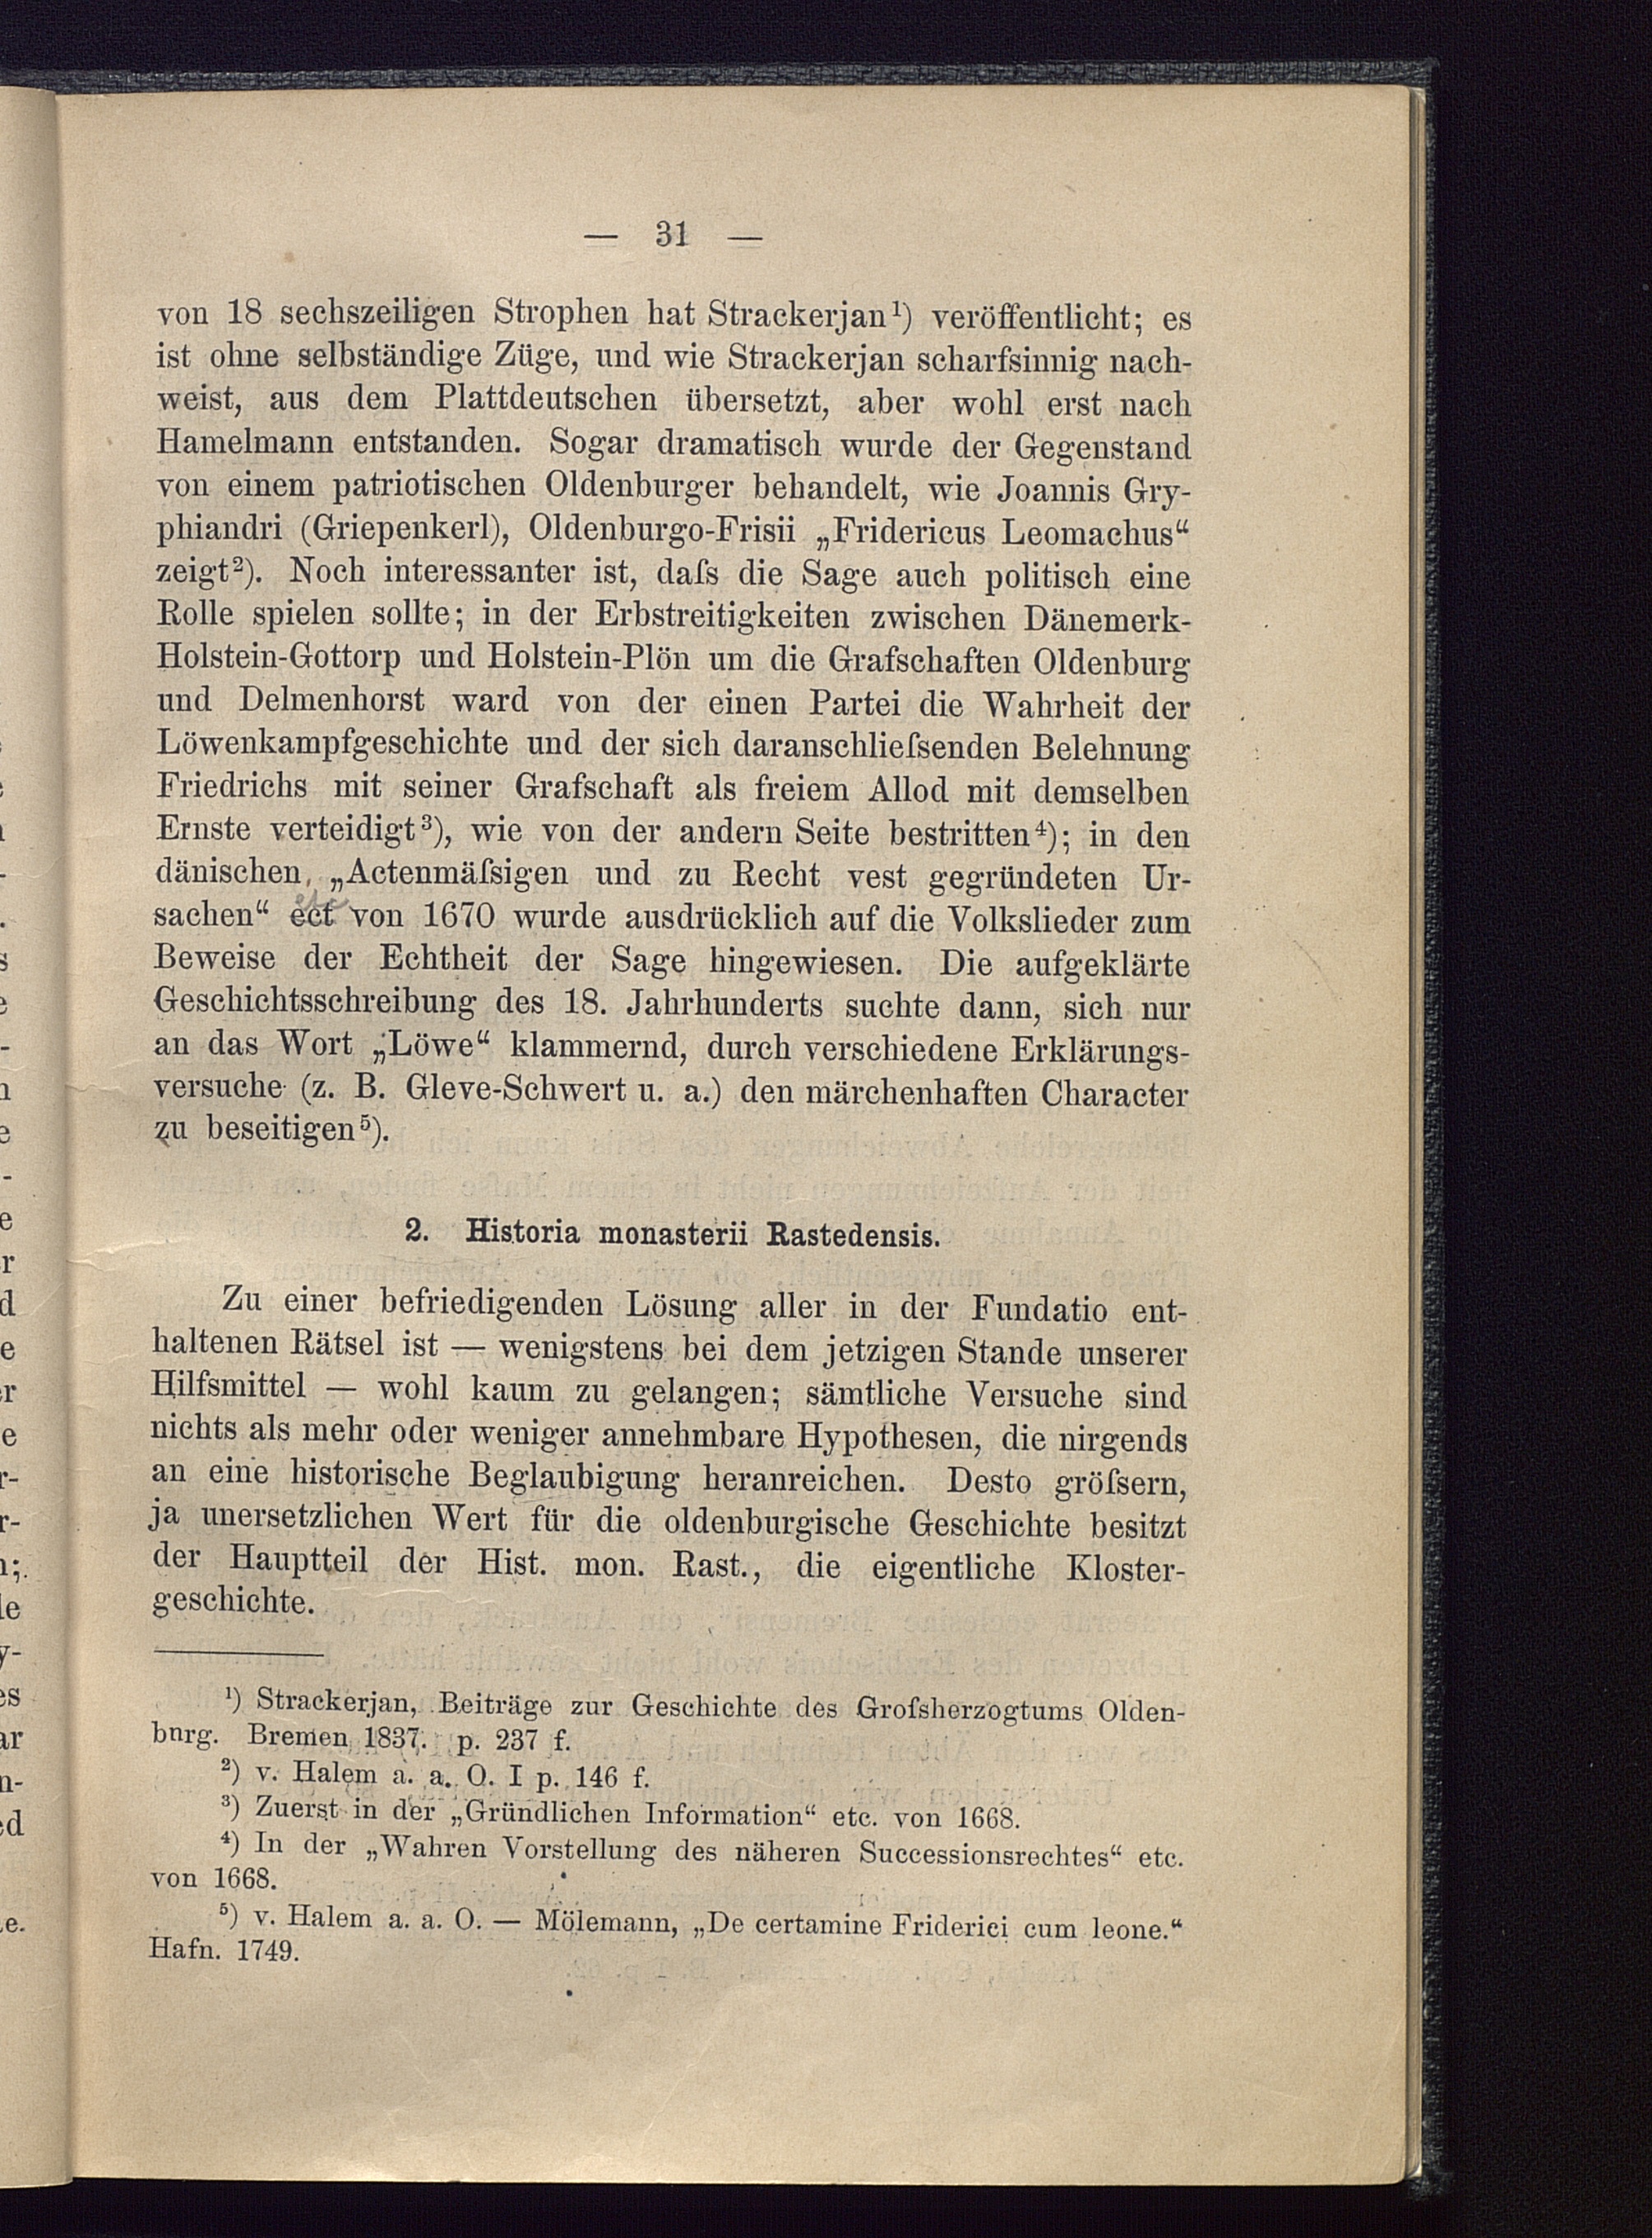 — 31 —
von 18 sechszeiligen Strophen hat Strackerjan¹) veröffentlicht; es
ist ohne selbständige Züge, und wie Strackerjan scharfsinnig nach-
weist, aus dem Plattdeutschen übersetzt, aber wohl erst nach
Hamelmann entstanden. Sogar dramatisch wurde der Gegenstand
von einem patriotischen Oldenburger behandelt, wie Joannis Gry-
phiandri (Griepenkerl), Oldenburgo-Frisii „Fridericus Leomachus“
zeigt²). Noch interessanter ist, daſs die Sage auch politisch eine
Rolle spielen sollte; in der Erbstreitigkeiten zwischen Dänemerk-
Holstein-Gottorp und Holstein-Plön um die Grafschaften Oldenburg
und Delmenhorst ward von der einen Partei die Wahrheit der
Löwenkampfgeschichte und der sich daranschlieſsenden Belehnung
Friedrichs mit seiner Grafschaft als freiem Allod mit demselben
Ernste verteidigt³), wie von der andern Seite bestritten⁴); in den
dänischen, „Actenmäſsigen und zu Recht vest gegründeten Ur-
etc
sachen“ ect von 1670 wurde ausdrücklich auf die Volkslieder zum
Beweise der Echtheit der Sage hingewiesen. Die aufgeklärte
Geschichtsschreibung des 18. Jahrhunderts suchte dann, sich nur
an das Wort „Löwe“ klammernd, durch verschiedene Erklärungs-
versuche (z. B. Gleve-Schwert u. a.) den märchenhaften Character
zu beseitigen⁵).
2. Historia monasterii Rastedensis.
Zu einer befriedigenden Lösung aller in der Fundatio ent-
haltenen Rätsel ist — wenigstens bei dem jetzigen Stande unserer
Hilfsmittel — wohl kaum zu gelangen; sämtliche Versuche sind
nichts als mehr oder weniger annehmbare Hypothesen, die nirgends
an eine historische Beglaubigung heranreichen. Desto gröſsern,
ja unersetzlichen Wert für die oldenburgische Geschichte besitzt
der Hauptteil der Hist. mon. Rast., die eigentliche Kloster-
geschichte.
¹) Strackerjan, Beiträge zur Geschichte des Groſsherzogtums Olden-
bnrg. Bremen 1837. p. 237 f.
²) v. Halem a. a. O. I p. 146 f.
³) Zuerst in der „Gründlichen Information“ etc. von 1668.
⁴) In der „Wahren Vorstellung des näheren Successionsrechtes“ etc.
von 1668.
⁵) v. Halem a. a. O. — Mölemann, „De certamine Friderici cum leone.“
Hafn. 1749.